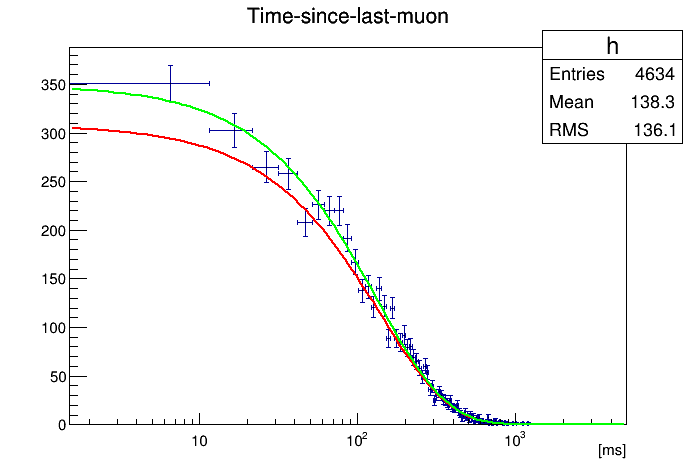 Time-since-last-muon
h
Entries 4634
Mean 138.3
RMS 136.1
350
300
250
200
150
100
50
0
10 10² 10³
[ms]